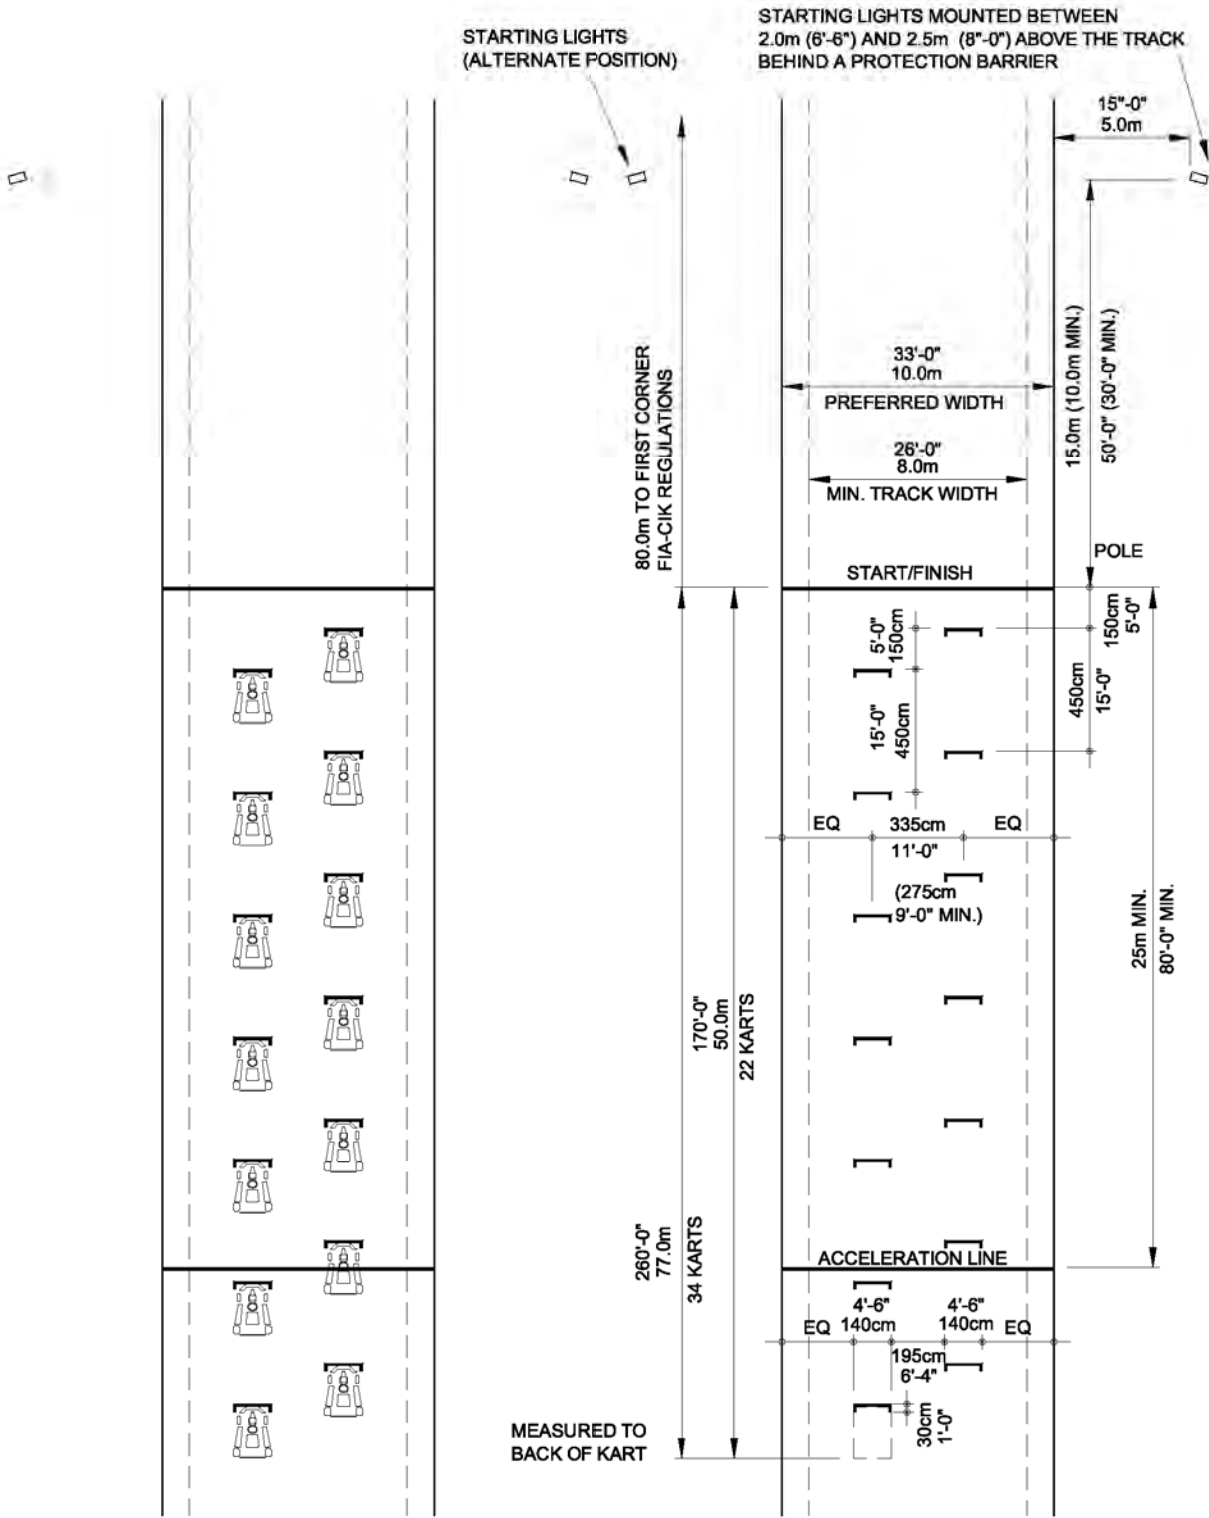 STARTING LIGHTS
(ALTERNATE POSITION)
STARTING LIGHTS MOUNTED BETWEEN
2.0m (6'-6") AND 2.5m (8"-0") ABOVE THE TRACK
BEHIND A PROTECTION BARRIER
15"-0"
5.0m
80.0m TO FIRST CORNER
FIA-CIK REGULATIONS
33'-0"
10.0m
PREFERRED WIDTH
26'-0"
8.0m
MIN. TRACK WIDTH
15.0m (10.0m MIN.)
50'-0" (30'-0" MIN.)
POLE
START/FINISH
5'-0"
150cm
150cm
5'-0"
15'-0"
450cm
450cm
15'-0"
EQ
335cm
EQ
11'-0"
(275cm
9'-0" MIN.)
25m MIN.
80'-0" MIN.
170'-0"
50.0m
22 KARTS
260'-0"
77.0m
34 KARTS
ACCELERATION LINE
4'-6"
4'-6"
EQ
140cm
140cm
EQ
195cm
6'-4"
30cm
1'-0"
MEASURED TO
BACK OF KART